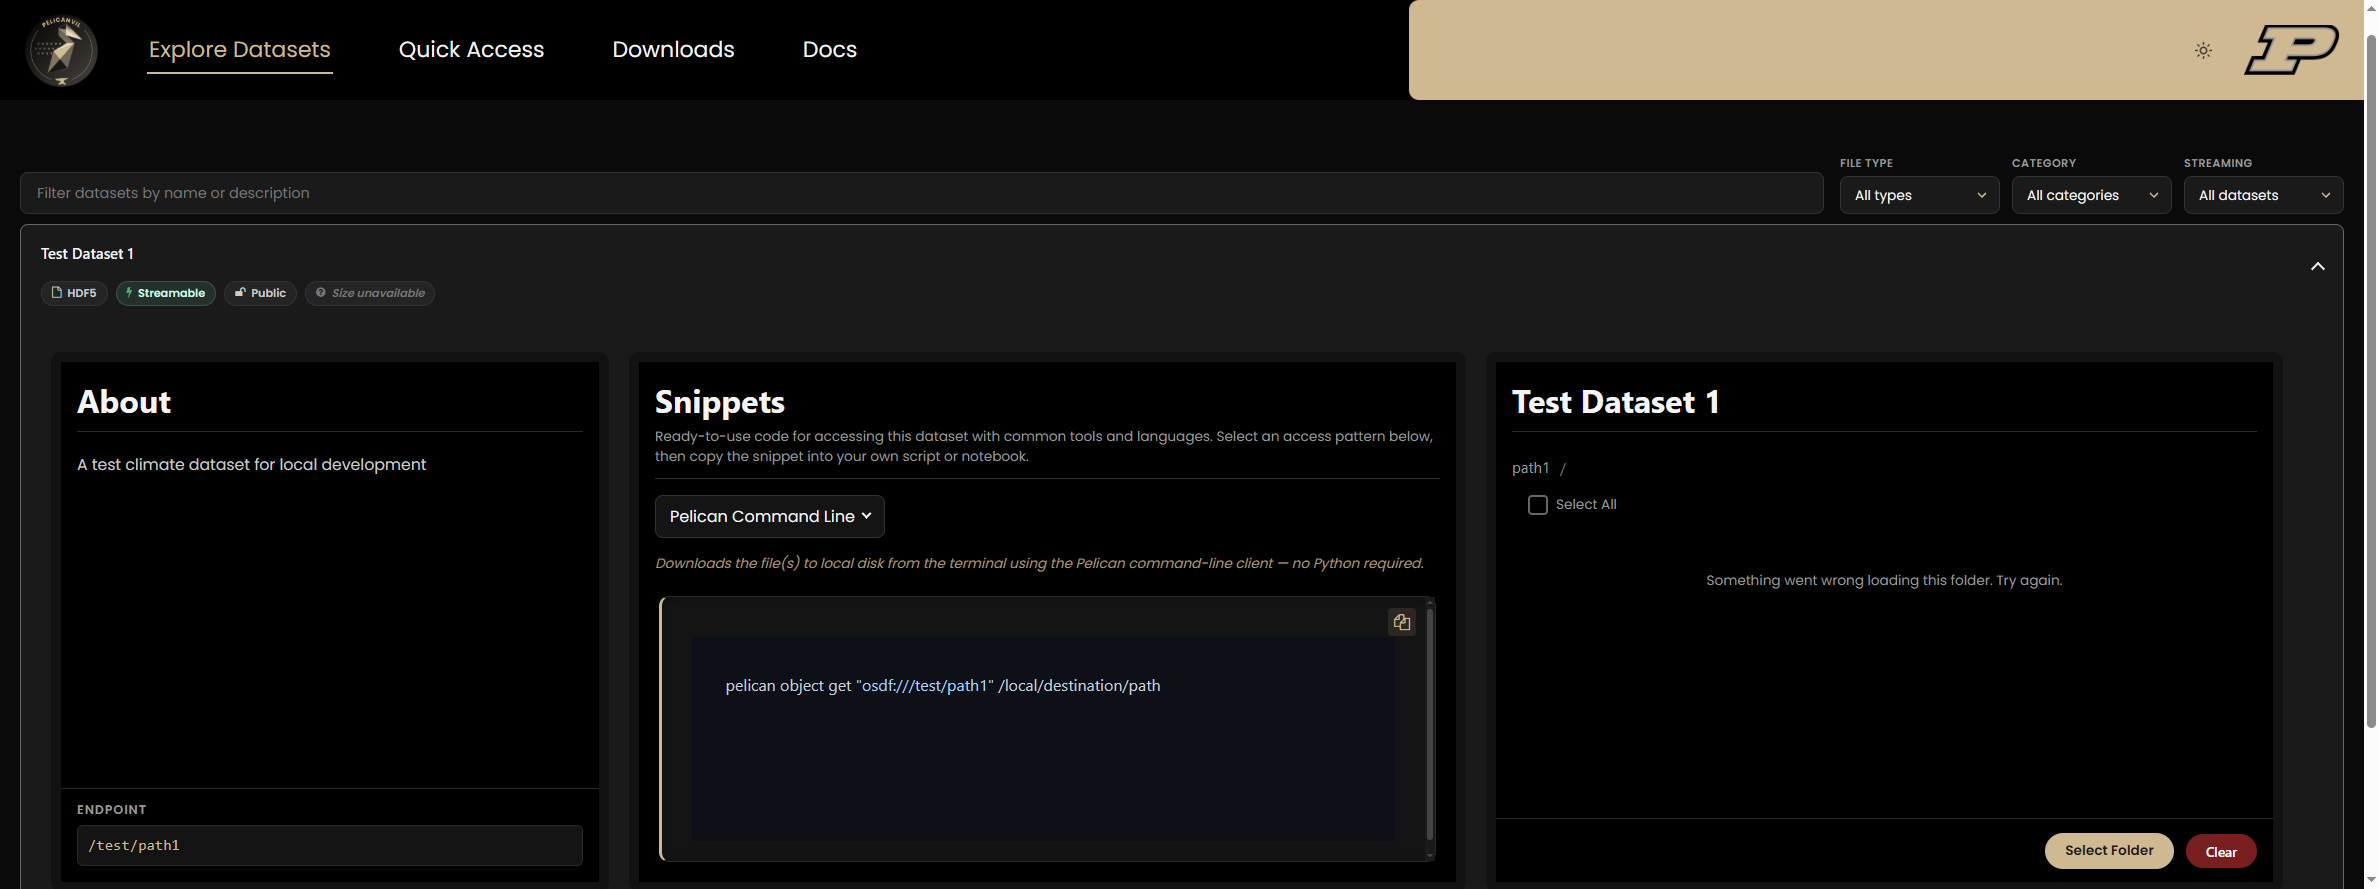 PELICANVIL
Explore Datasets
Quick Access
Downloads
Docs
FILE TYPE
CATEGORY
STREAMING
Filter datasets by name or description
All types
All categories
All datasets
Test Dataset 1
HDF5
Streamable
Public
Size unavailable
About
A test climate dataset for local development
ENDPOINT
/test/path1
Snippets
Ready-to-use code for accessing this dataset with common tools and languages. Select an access pattern below,
then copy the snippet into your own script or notebook.
Pelican Command Line
Downloads the file(s) to local disk from the terminal using the Pelican command-line client — no Python required.
pelican object get "osdf:///test/path1" /local/destination/path
Test Dataset 1
path1 /
Select All
Something went wrong loading this folder. Try again.
Select Folder
Clear